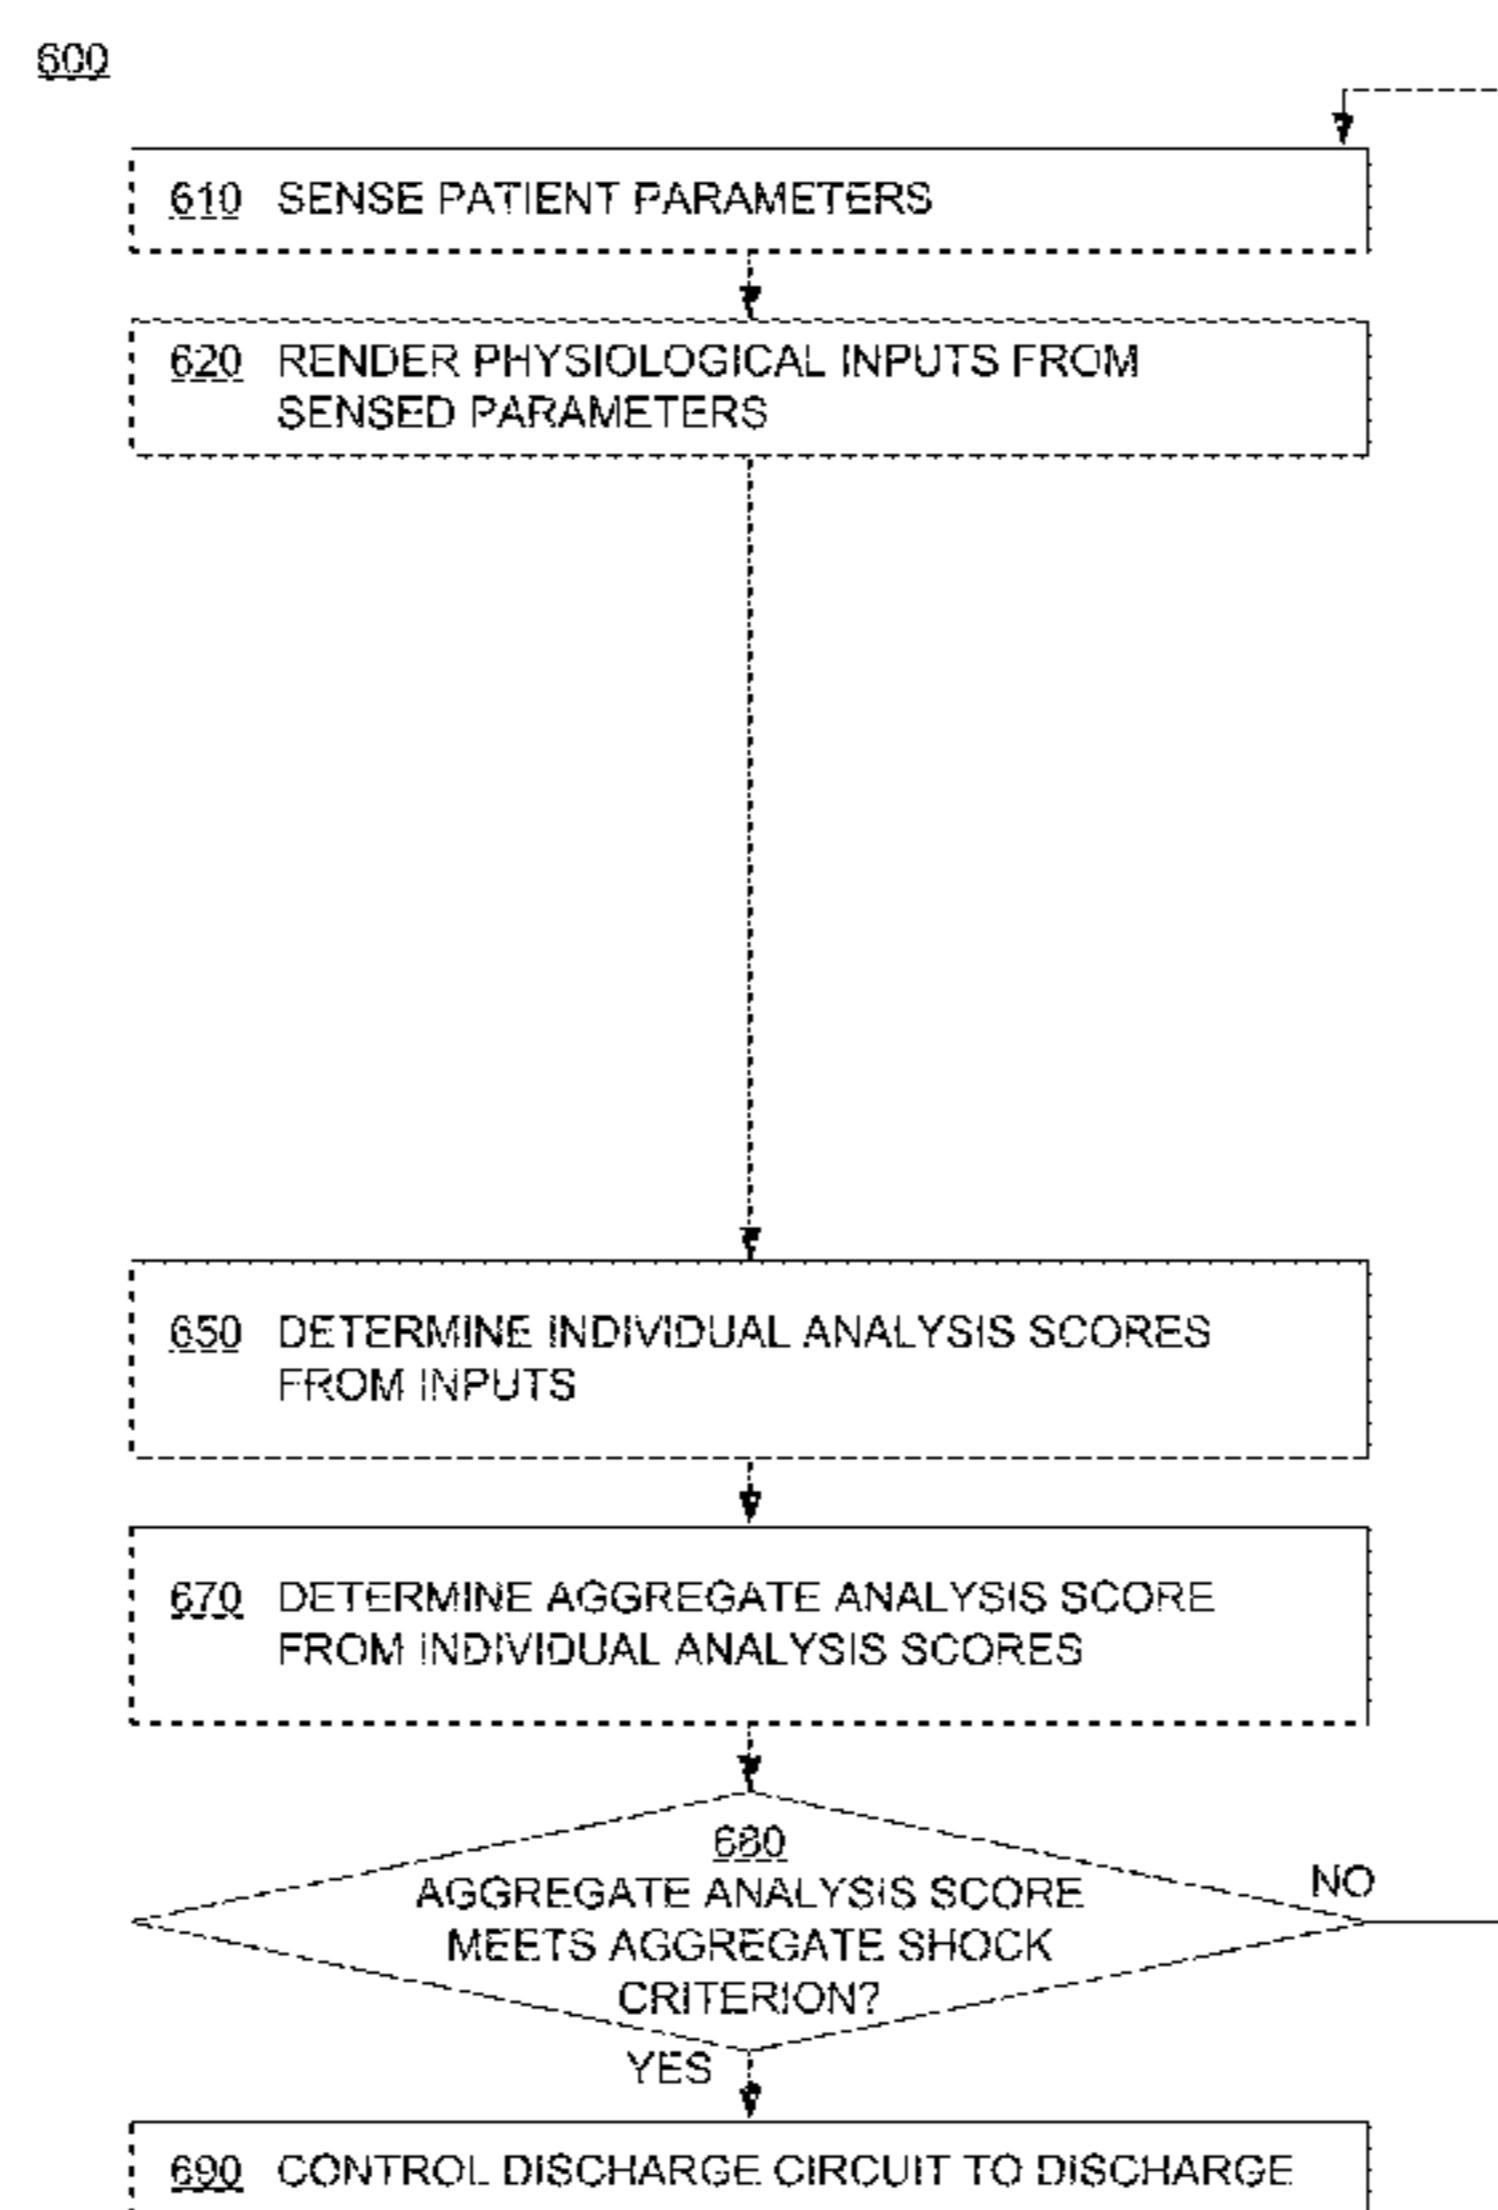 600
610 SENSE PATIENT PARAMETERS
620 RENDER PHYSIOLOGICAL INPUTS FROM
SENSED PARAMETERS
650 DETERMINE INDIVIDUAL ANALYSIS SCORES
FROM INPUTS
670 DETERMINE AGGREGATE ANALYSIS SCORE
FROM INDIVIDUAL ANALYSIS SCORES
680
AGGREGATE ANALYSIS SCORE
MEETS AGGREGATE SHOCK
CRITERION?
NO
YES
690 CONTROL DISCHARGE CIRCUIT TO DISCHARGE